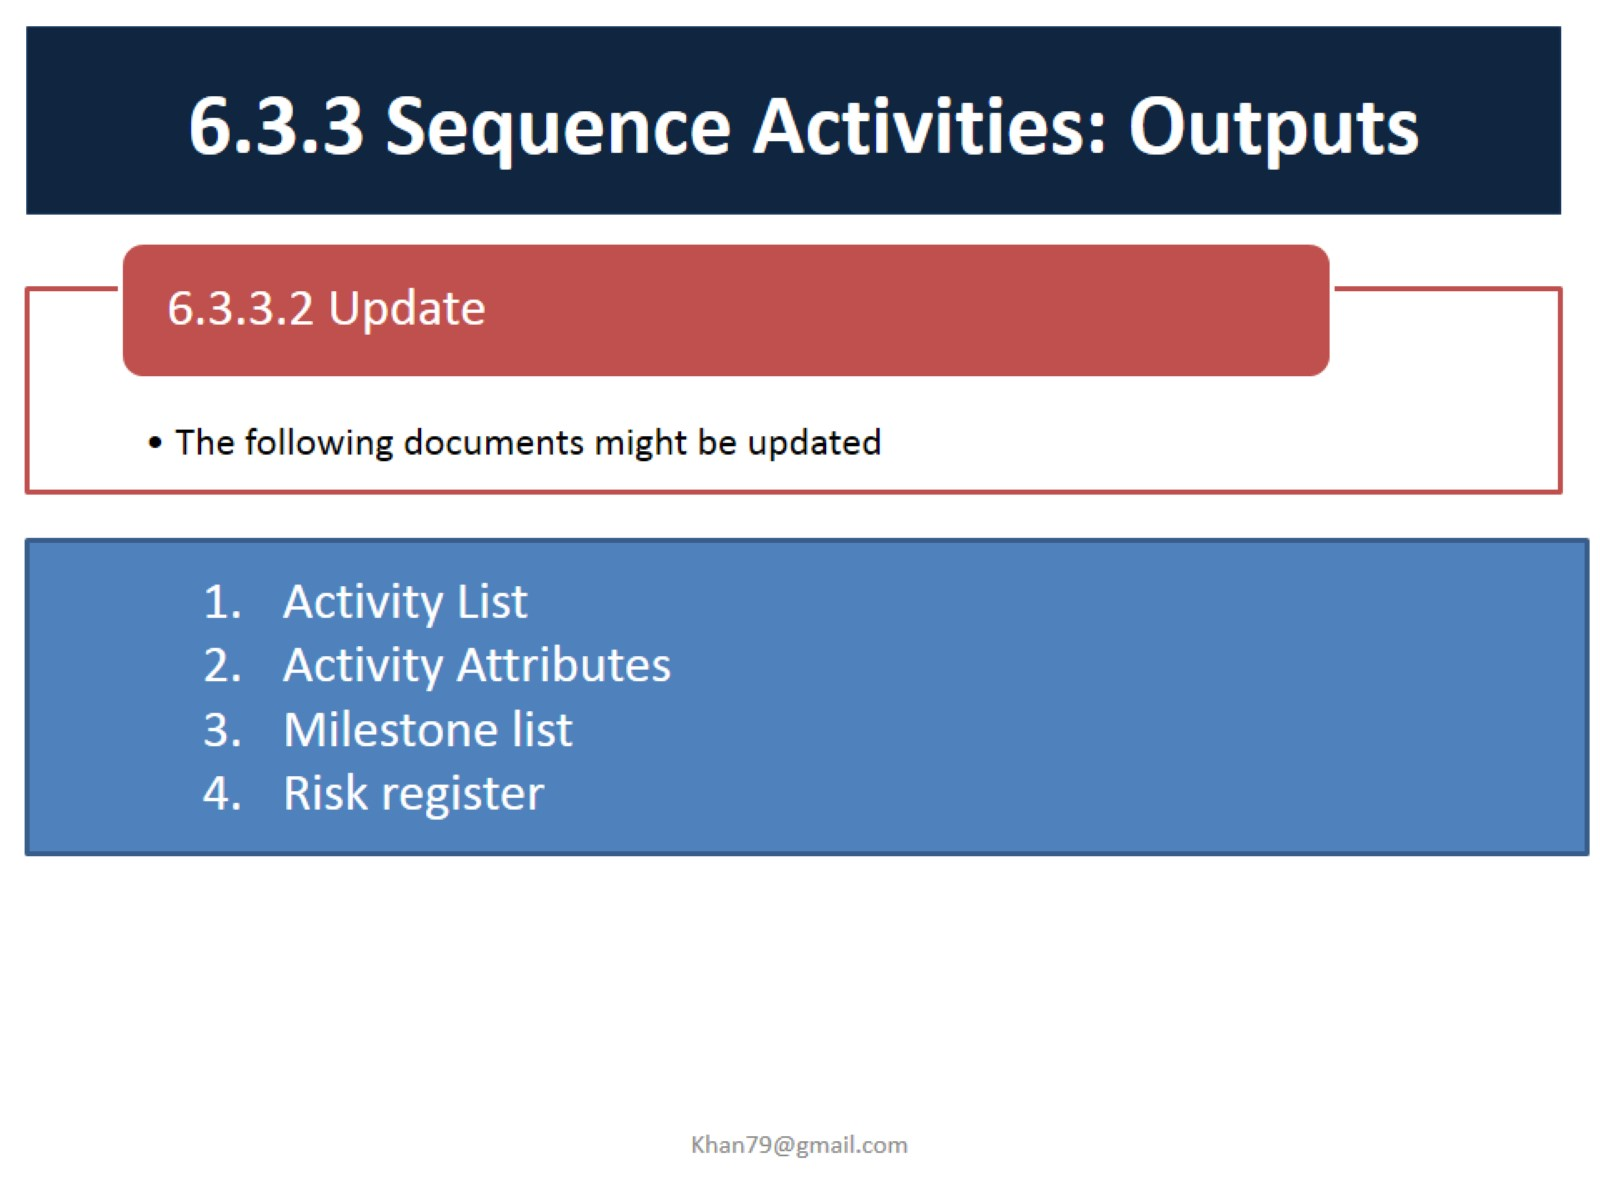 6.3.3 Sequence Activities: Outputs
6.3.3.2 Update
• The following documents might be updated
1. Activity List
2. Activity Attributes
3. Milestone list
4. Risk register
Khan79@gmail.com